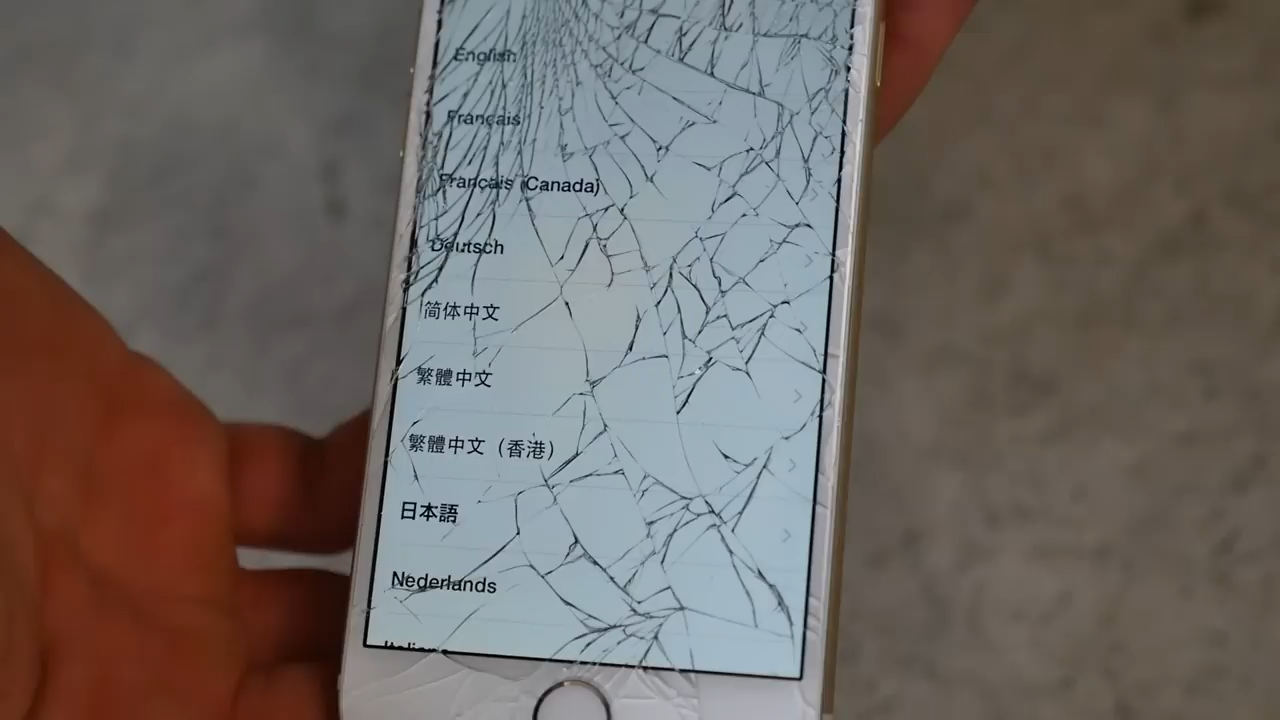 English
Français
Français (Canada)
Deutsch
简体中文
繁體中文
繁體中文（香港）
日本語
Nederlands
Italiano